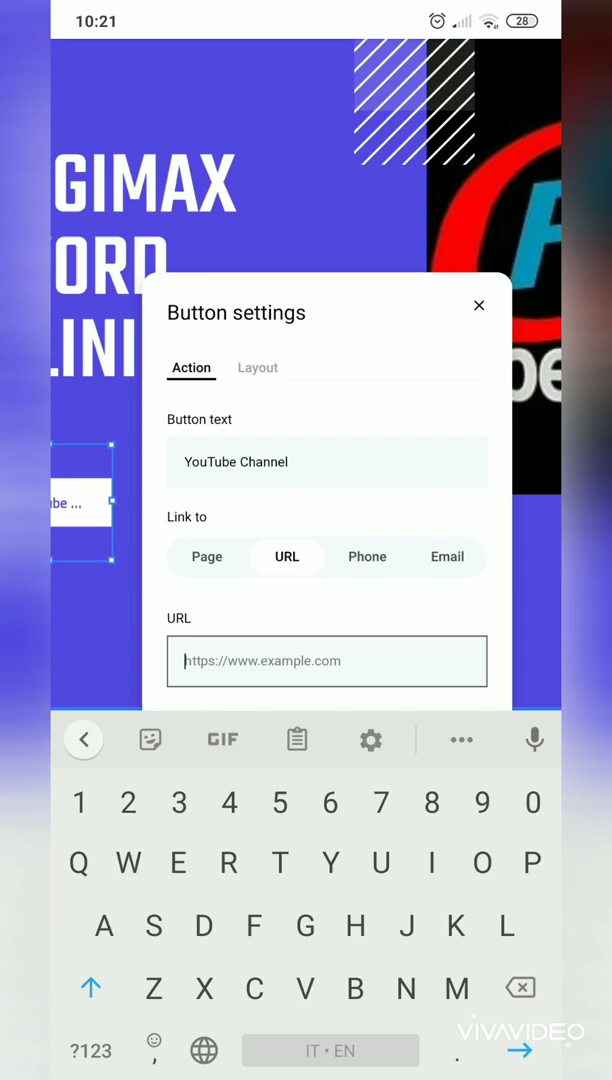 10:21
28
GIMAX
ORD
LINI
be
Button settings
Action
Layout
Button text
YouTube Channel
be ...
Link to
Page
URL
Phone
Email
URL
https://www.example.com
GIF
1 2 3 4 5 6 7 8 9 0
Q W E R T Y U I O P
A S D F G H J K L
Z X C V B N M
?123
,
IT • EN
.
VIVAVIDEO